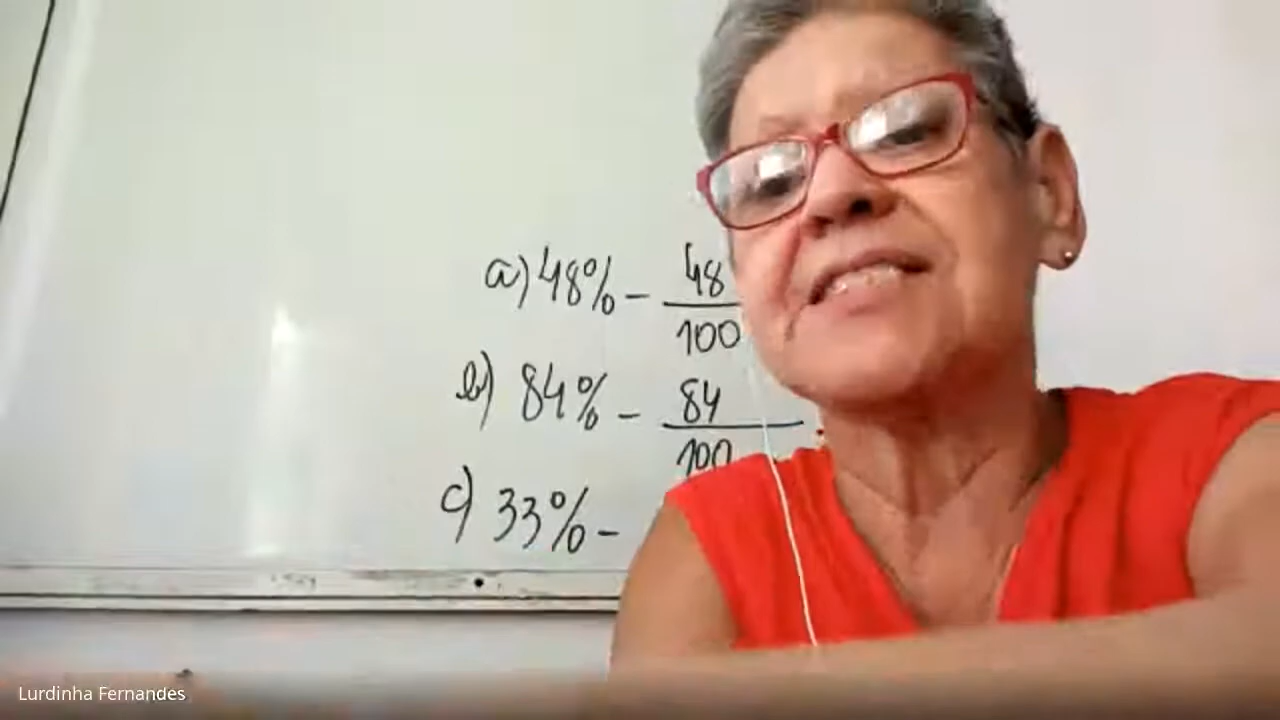 a) 48% - 48/100
b) 84% - 84/100
c) 33% -
Lurdinha Fernandes